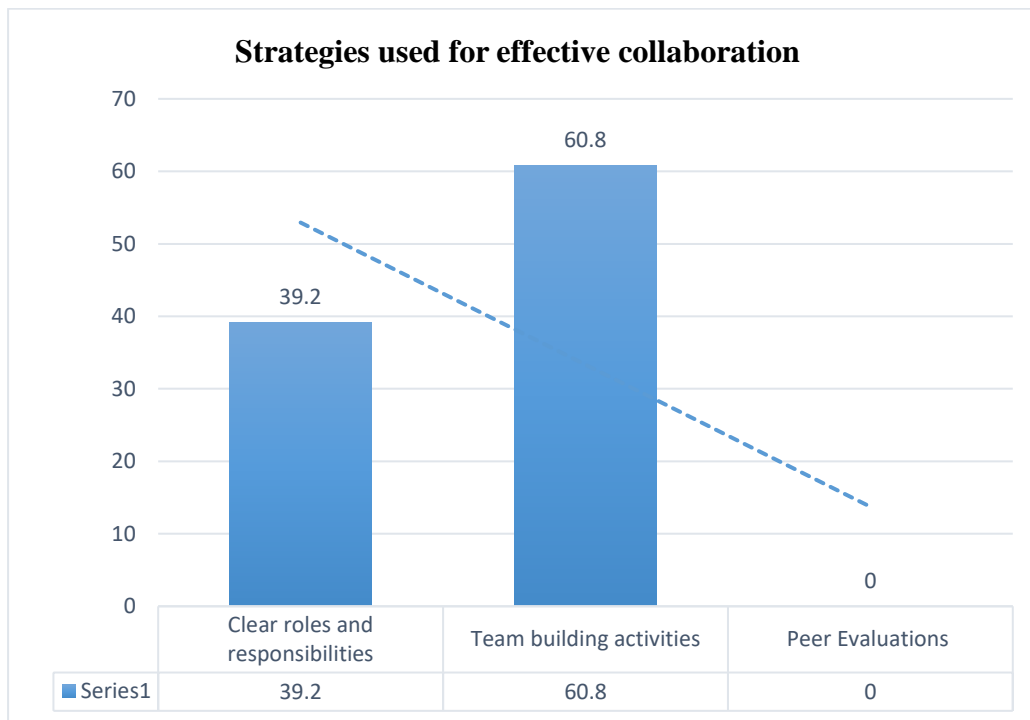 Strategies used for effective collaboration
70
60
50
40
30
20
10
0
39.2
60.8
0
Clear roles and
responsibilities
Team building activities
Peer Evaluations
Series1
39.2
60.8
0